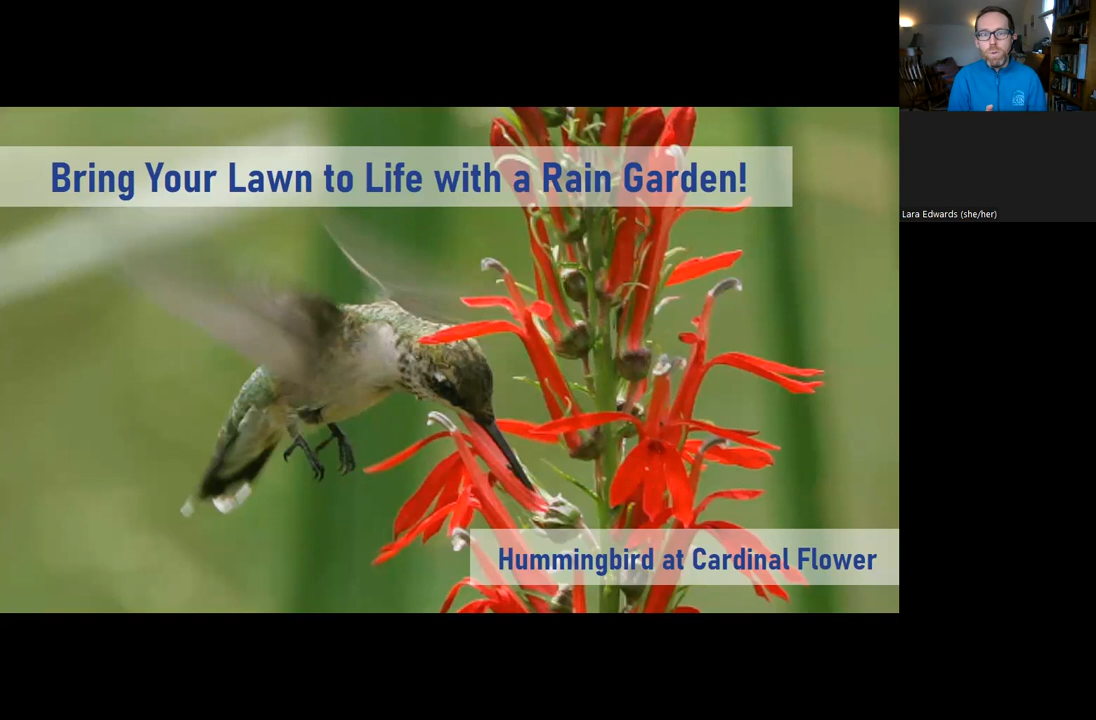 Bring Your Lawn to Life with a Rain Garden!
Lara Edwards (she/her)
Hummingbird at Cardinal Flower